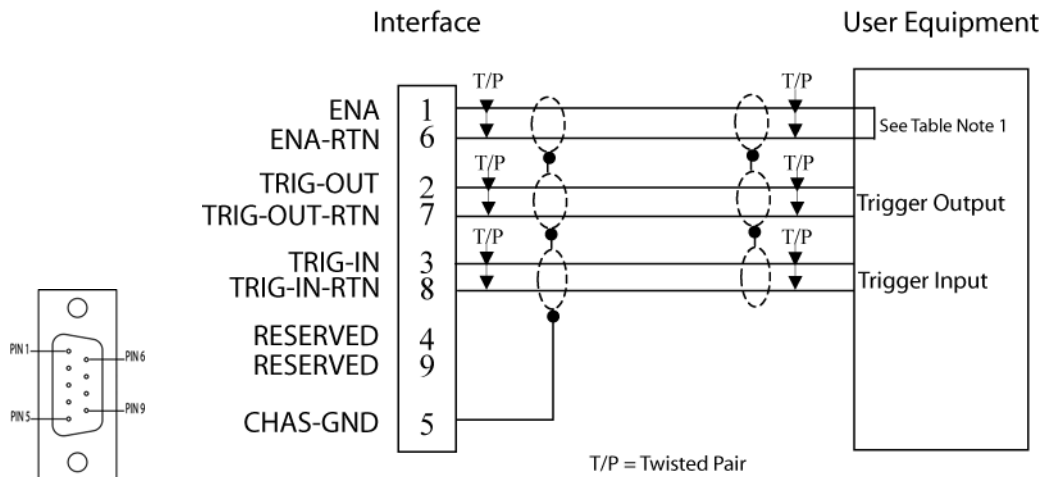 Interface
User Equipment
T/P
T/P
ENA 1
See Table Note 1
ENA-RTN 6
T/P
T/P
TRIG-OUT 2
Trigger Output
TRIG-OUT-RTN 7
T/P
T/P
TRIG-IN 3
Trigger Input
TRIG-IN-RTN 8
RESERVED 4
RESERVED 9
CHAS-GND 5
PIN 1
PIN 6
PIN 5
PIN 9
T/P = Twisted Pair